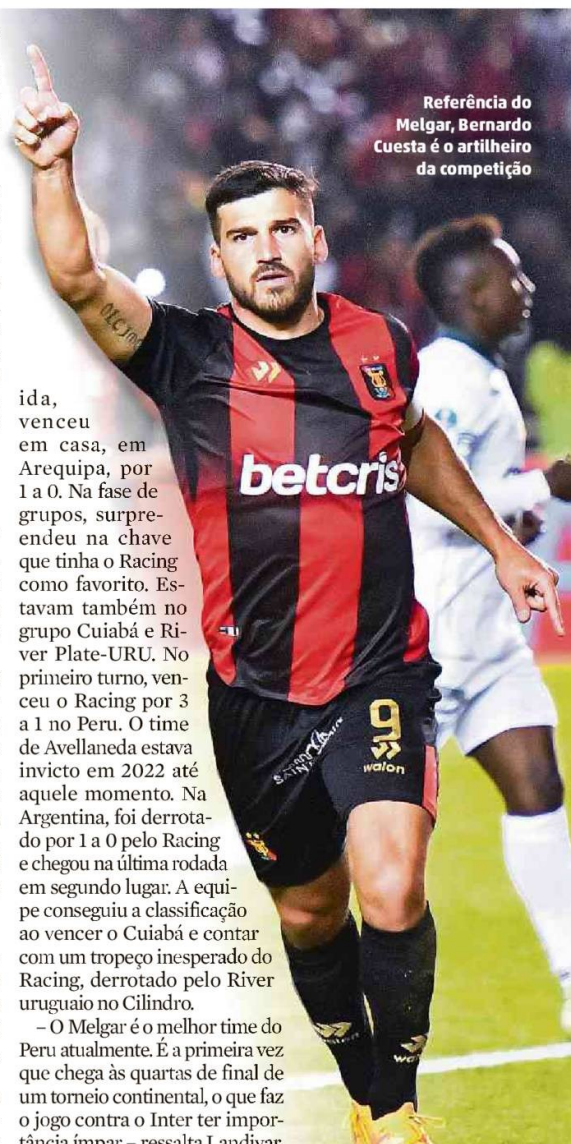 Referência do
Melgar, Bernardo
Cuesta é o artilheiro
da competição
ida,
venceu
em casa, em
Arequipa, por
1 a 0. Na fase de
grupos, surpre-
endeu na chave
que tinha o Racing
como favorito. Es-
tavam também no
grupo Cuiabá e Ri-
ver Plate-URU. No
primeiro turno, ven-
ceu o Racing por 3
a 1 no Peru. O time
de Avellaneda estava
invicto em 2022 até
aquele momento. Na
Argentina, foi derrota-
do por 1 a 0 pelo Racing
e chegou na última rodada
em segundo lugar. A equi-
pe conseguiu a classificação
ao vencer o Cuiabá e contar
com um tropeço inesperado do
Racing, derrotado pelo River
uruguaio no Cilindro.
– O Melgar é o melhor time do
Peru atualmente. É a primeira vez
que chega às quartas de final de
um torneio continental, o que faz
o jogo contra o Inter ter impor-
tância ímpar – ressalta Landivar,
betcris
9
walon
walon